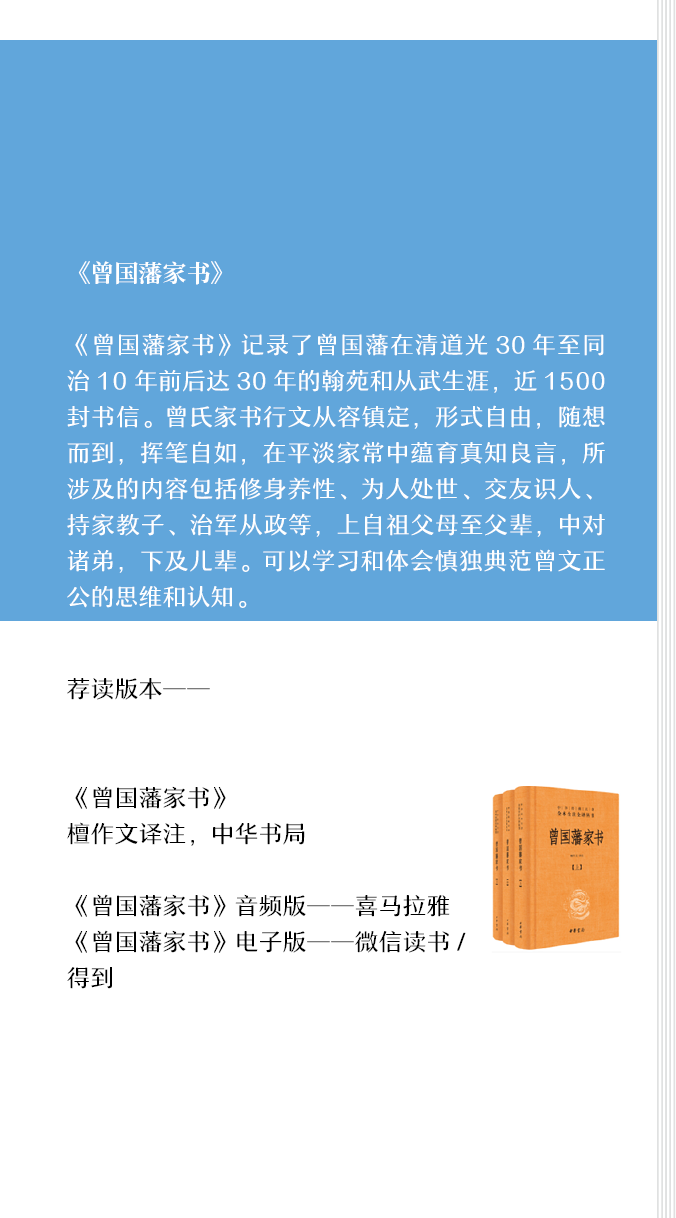 《曾国藩家书》
《曾国藩家书》记录了曾国藩在清道光 30 年至同
治 10 年前后达 30 年的翰苑和从武生涯，近 1500
封书信。曾氏家书行文从容镇定，形式自由，随想
而到，挥笔自如，在平淡家常中蕴育真知良言，所
涉及的内容包括修身养性、为人处世、交友识人、
持家教子、治军从政等，上自祖父母至父辈，中对
诸弟，下及儿辈。可以学习和体会慎独典范曾文正
公的思维和认知。
荐读版本——
《曾国藩家书》
檀作文译注，中华书局
《曾国藩家书》音频版——喜马拉雅
《曾国藩家书》电子版——微信读书 /
得到
曾国藩家书
【上】
中华书局